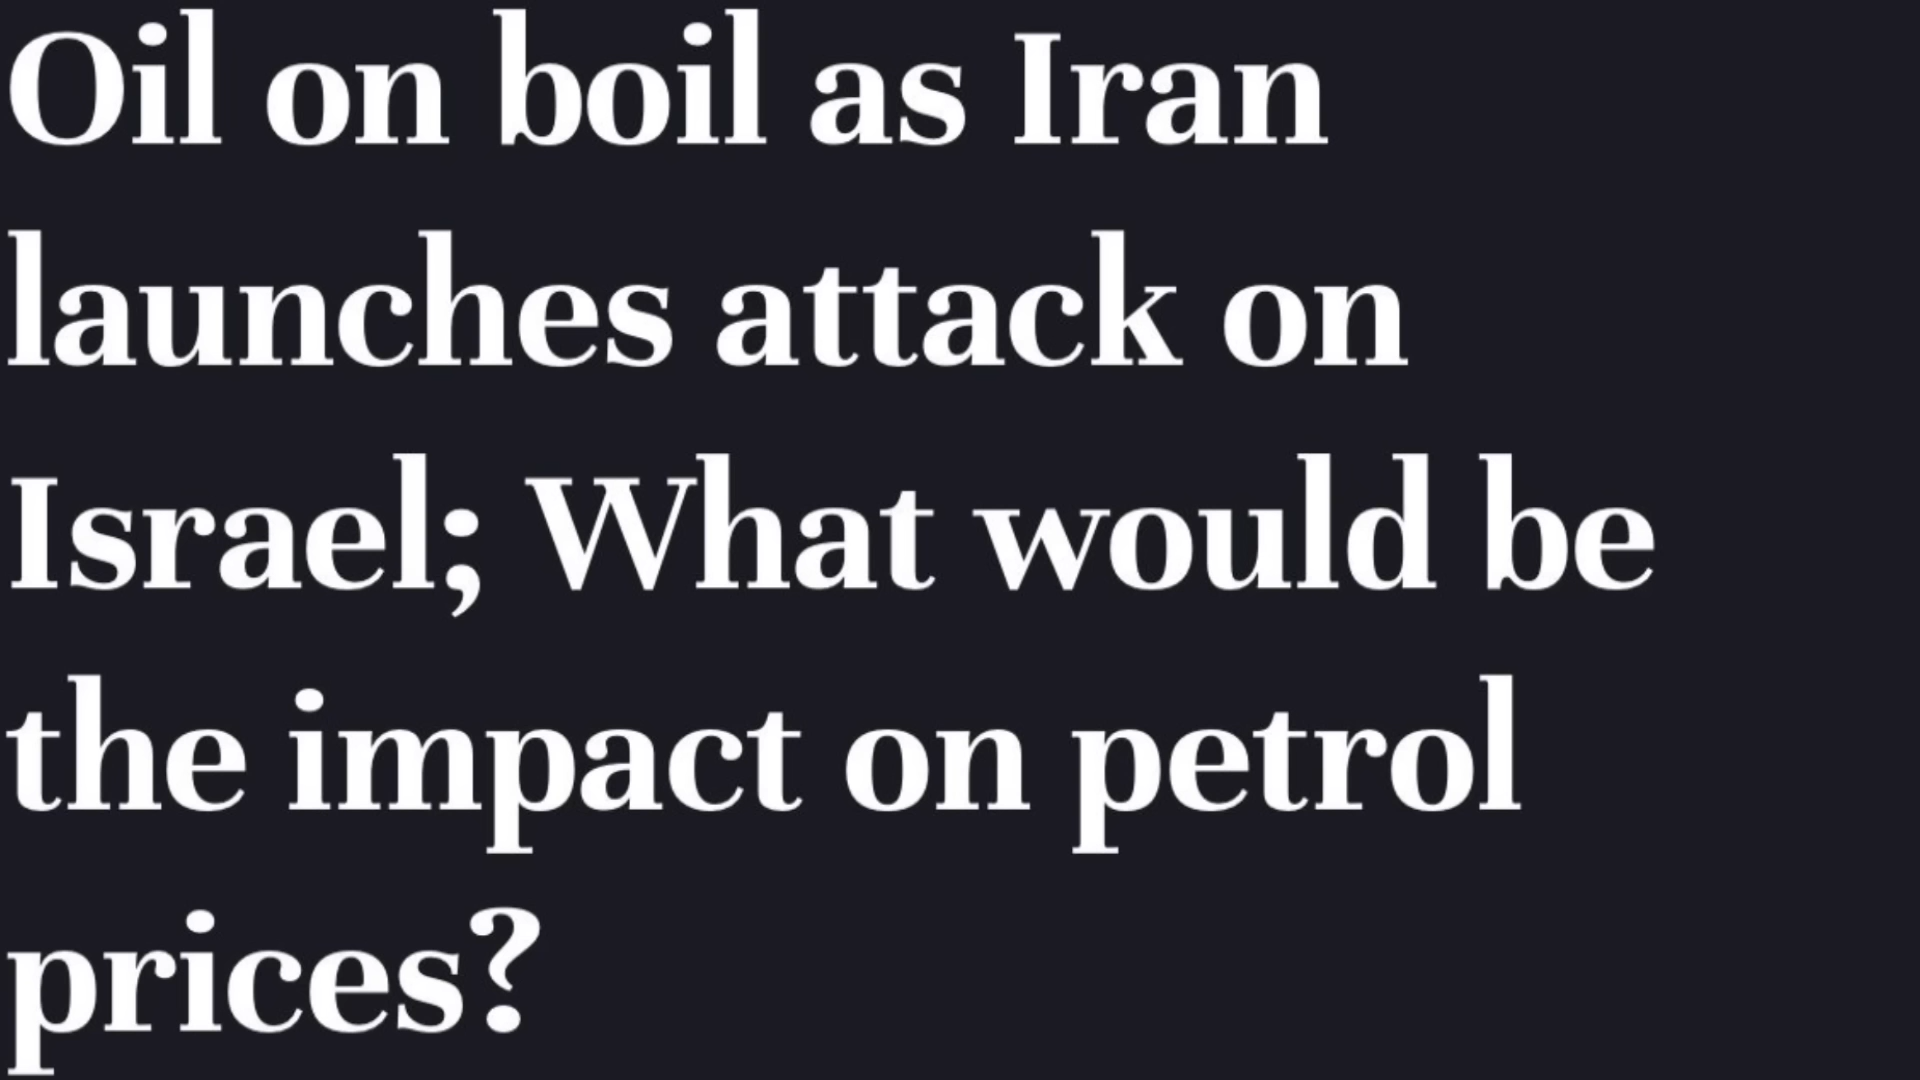 Oil on boil as Iran
launches attack on
Israel; What would be
the impact on petrol
prices?